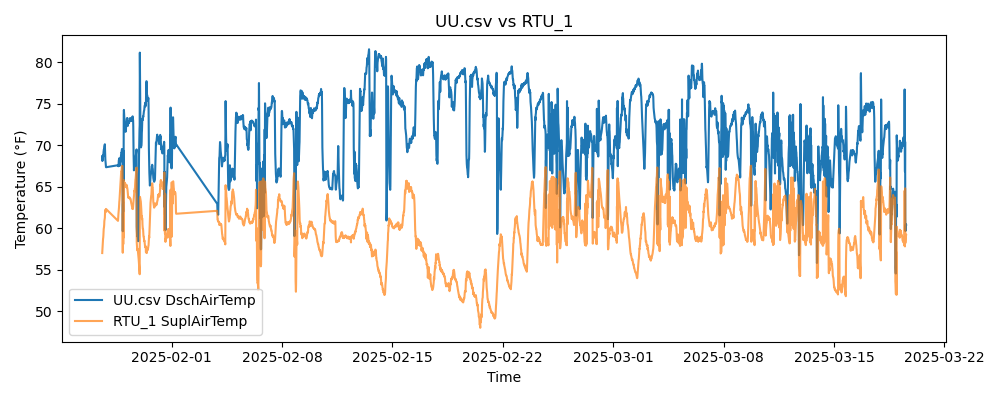 UU.csv vs RTU_1
Temperature (°F)
80
75
70
65
60
55
50
UU.csv DschAirTemp
RTU_1 SuplAirTemp
2025-02-01 2025-02-08 2025-02-15 2025-02-22 2025-03-01 2025-03-08 2025-03-15 2025-03-22
Time